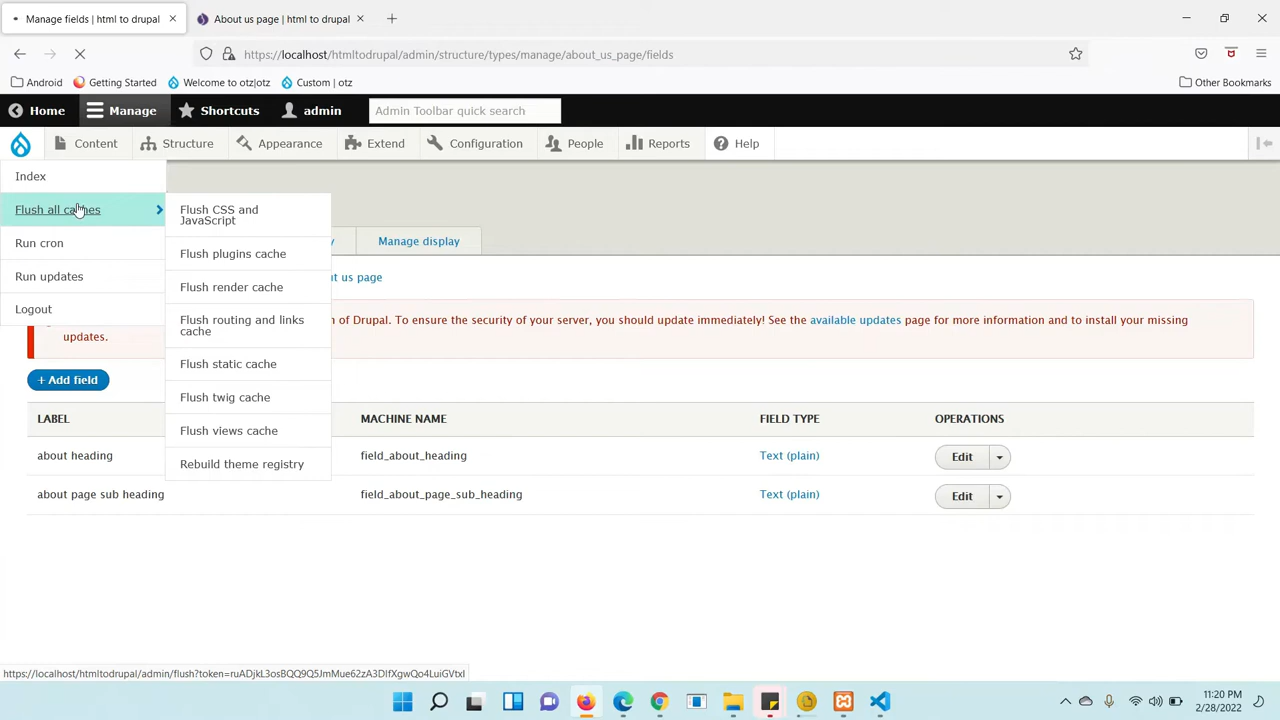 Manage fields | html to drupal
About us page | html to drupal
https://localhost/htmltodrupal/admin/structure/types/manage/about_us_page/fields
Android
Getting Started
Welcome to otz|otz
Custom | otz
Other Bookmarks
Home
Manage
Shortcuts
admin
Admin Toolbar quick search
Content
Structure
Appearance
Extend
Configuration
People
Reports
Help
Index
Flush all caches
Run cron
Run updates
Logout
Flush CSS and
JavaScript
Flush plugins cache
Flush render cache
Flush routing and links
cache
Flush static cache
Flush twig cache
Flush views cache
Rebuild theme registry
y
Manage display
ut us page
n of Drupal. To ensure the security of your server, you should update immediately! See the available updates page for more information and to install your missing
updates.
+ Add field
LABEL
MACHINE NAME
FIELD TYPE
OPERATIONS
about heading
field_about_heading
Text (plain)
Edit
about page sub heading
field_about_page_sub_heading
Text (plain)
Edit
https://localhost/htmltodrupal/admin/flush?token=ruADjkL3osBQQ9Q5JmMue62zA3DlfXgwQo4LuiGVtxI
11:20 PM
2/28/2022